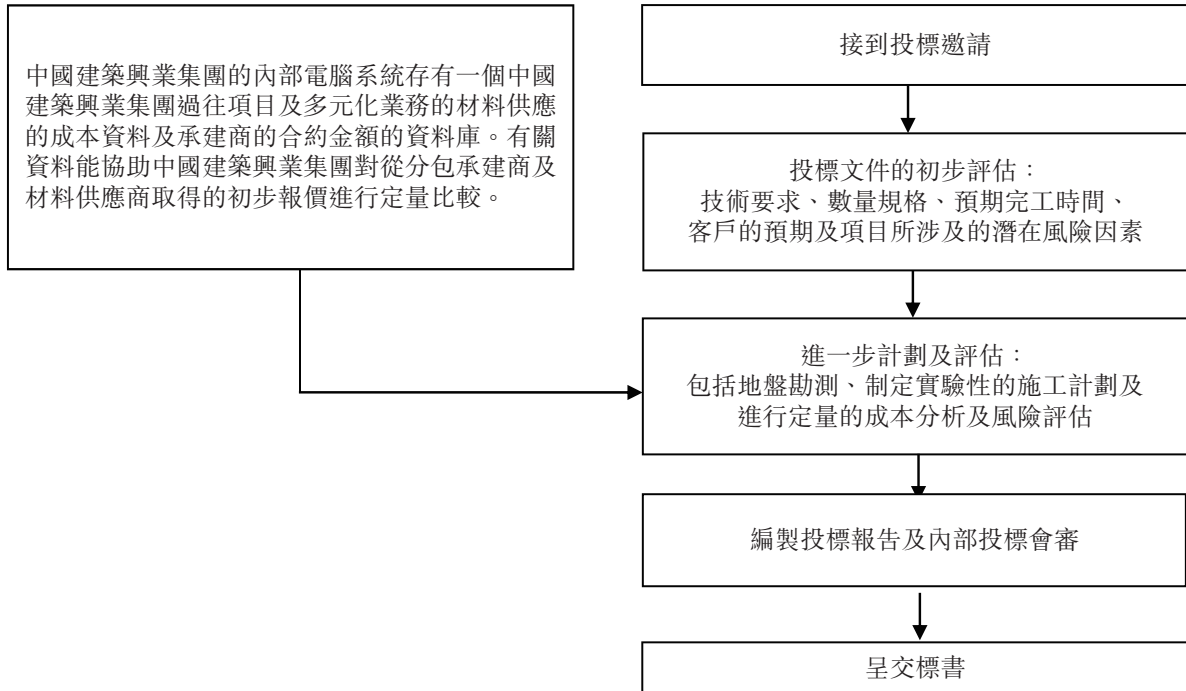 接到投標邀請
中國建築興業集團的內部電腦系統存有一個中國
建築興業集團過往項目及多元化業務的材料供應
的成本資料及承建商的合約金額的資料庫。有關
資料能協助中國建築興業集團對從分包承建商及
材料供應商取得的初步報價進行定量比較。
投標文件的初步評估：
技術要求、數量規格、預期完工時間、
客戶的預期及項目所涉及的潛在風險因素
進一步計劃及評估：
包括地盤勘測、制定實驗性的施工計劃及
進行定量的成本分析及風險評估
編製投標報告及內部投標會審
呈交標書